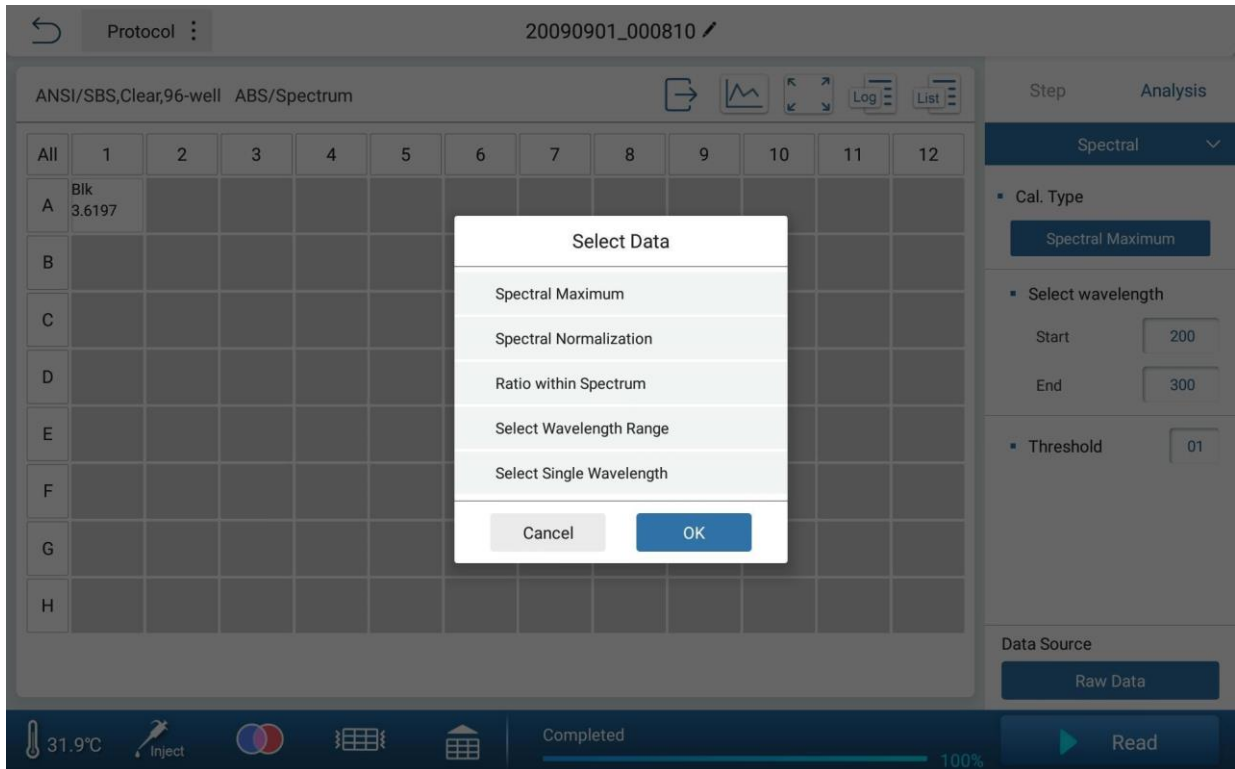 Protocol
20090901_000810
ANSI/SBS,Clear,96-well ABS/Spectrum
Log
List
Step Analysis
All 1 2 3 4 5 6 7 8 9 10 11 12
Spectral
A
Blk
3.6197
B
C
D
E
F
G
H
Select Data
Spectral Maximum
Spectral Normalization
Ratio within Spectrum
Select Wavelength Range
Select Single Wavelength
Cancel OK
Cal. Type
Spectral Maximum
Select wavelength
Start 200
End 300
Threshold 01
Data Source
Raw Data
31.9℃
Inject
Completed
100%
Read